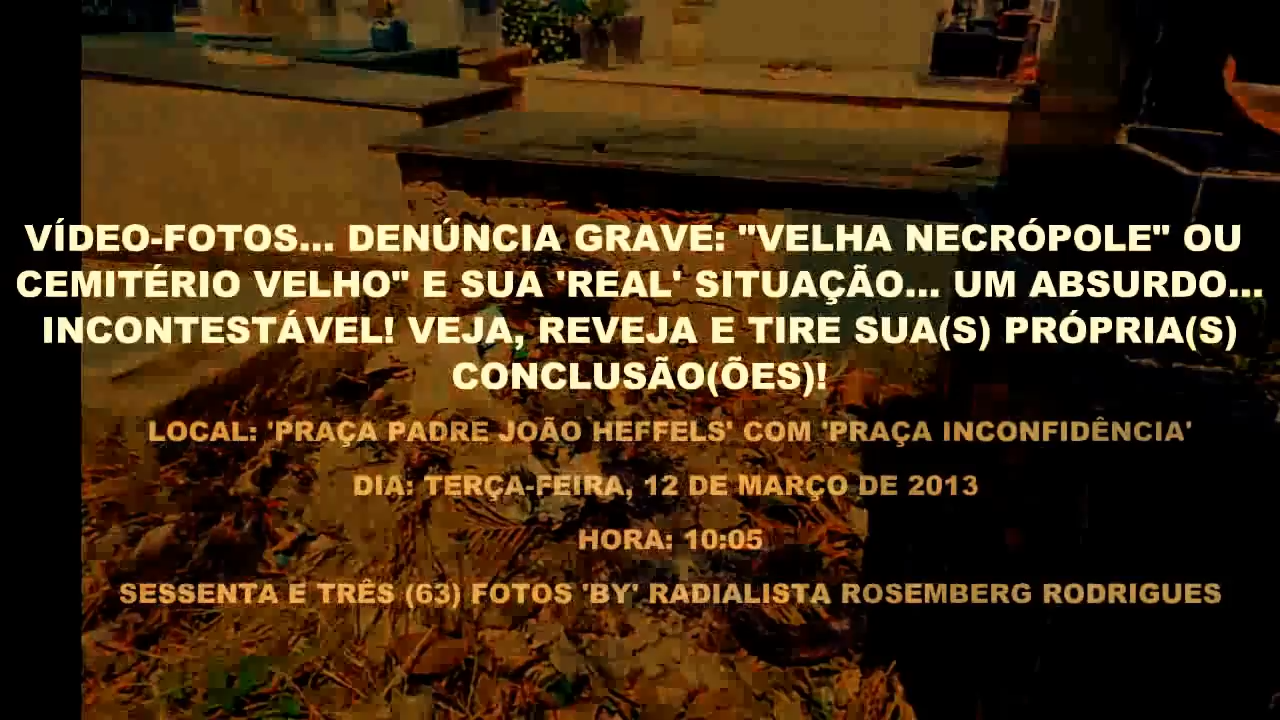 VÍDEO-FOTOS... DENÚNCIA GRAVE: "VELHA NECRÓPOLE" OU
CEMITÉRIO VELHO" E SUA 'REAL' SITUAÇÃO... UM ABSURDO...
INCONTESTÁVEL! VEJA, REVEJA E TIRE SUA(S) PRÓPRIA(S)
CONCLUSÃO(ÕES)!
LOCAL: 'PRAÇA PADRE JOÃO HEFFELS' COM 'PRAÇA INCONFIDÊNCIA'
DIA: TERÇA-FEIRA, 12 DE MARÇO DE 2013
HORA: 10:05
SESSENTA E TRÊS (63) FOTOS 'BY' RADIALISTA ROSEMBERG RODRIGUES